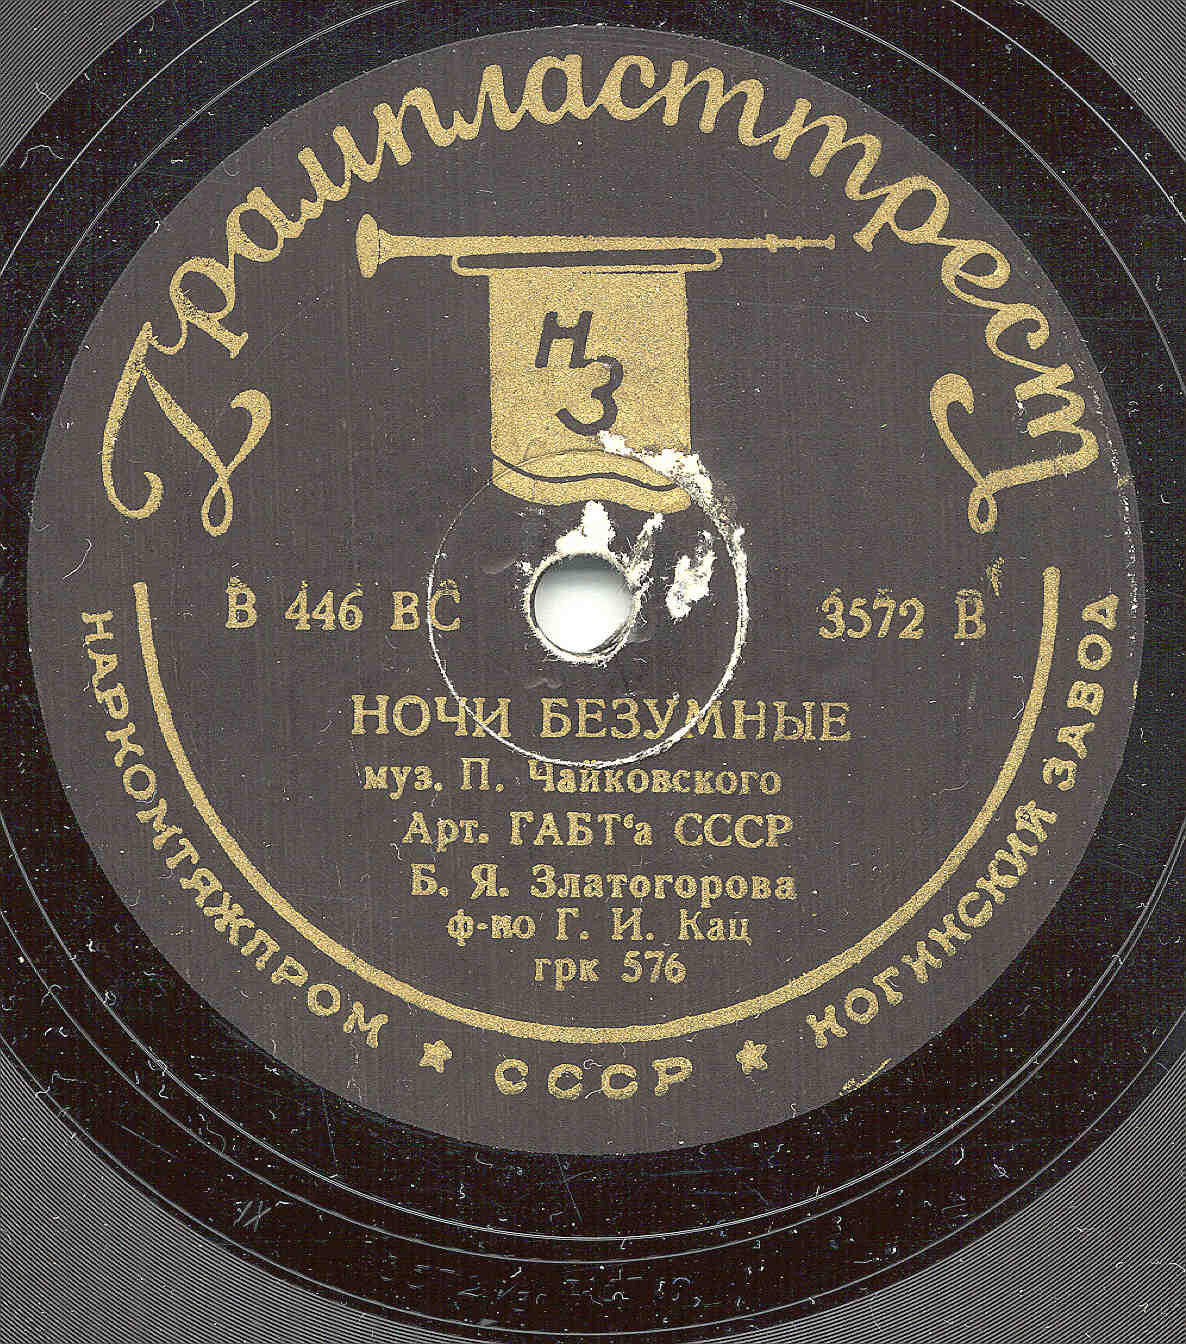 Грампласттрест
НЗ
В 446 ВС 3572 В
НОЧИ БЕЗУМНЫЕ
муз. П. Чайковского
Арт. ГАБТ‘а СССР
Б. Я. Златогорова
ф-но Г. И. Кац
грк 576
НАРКОМТЯЖПРОМ ★ СССР ★ НОГИНСКИЙ ЗАВОД